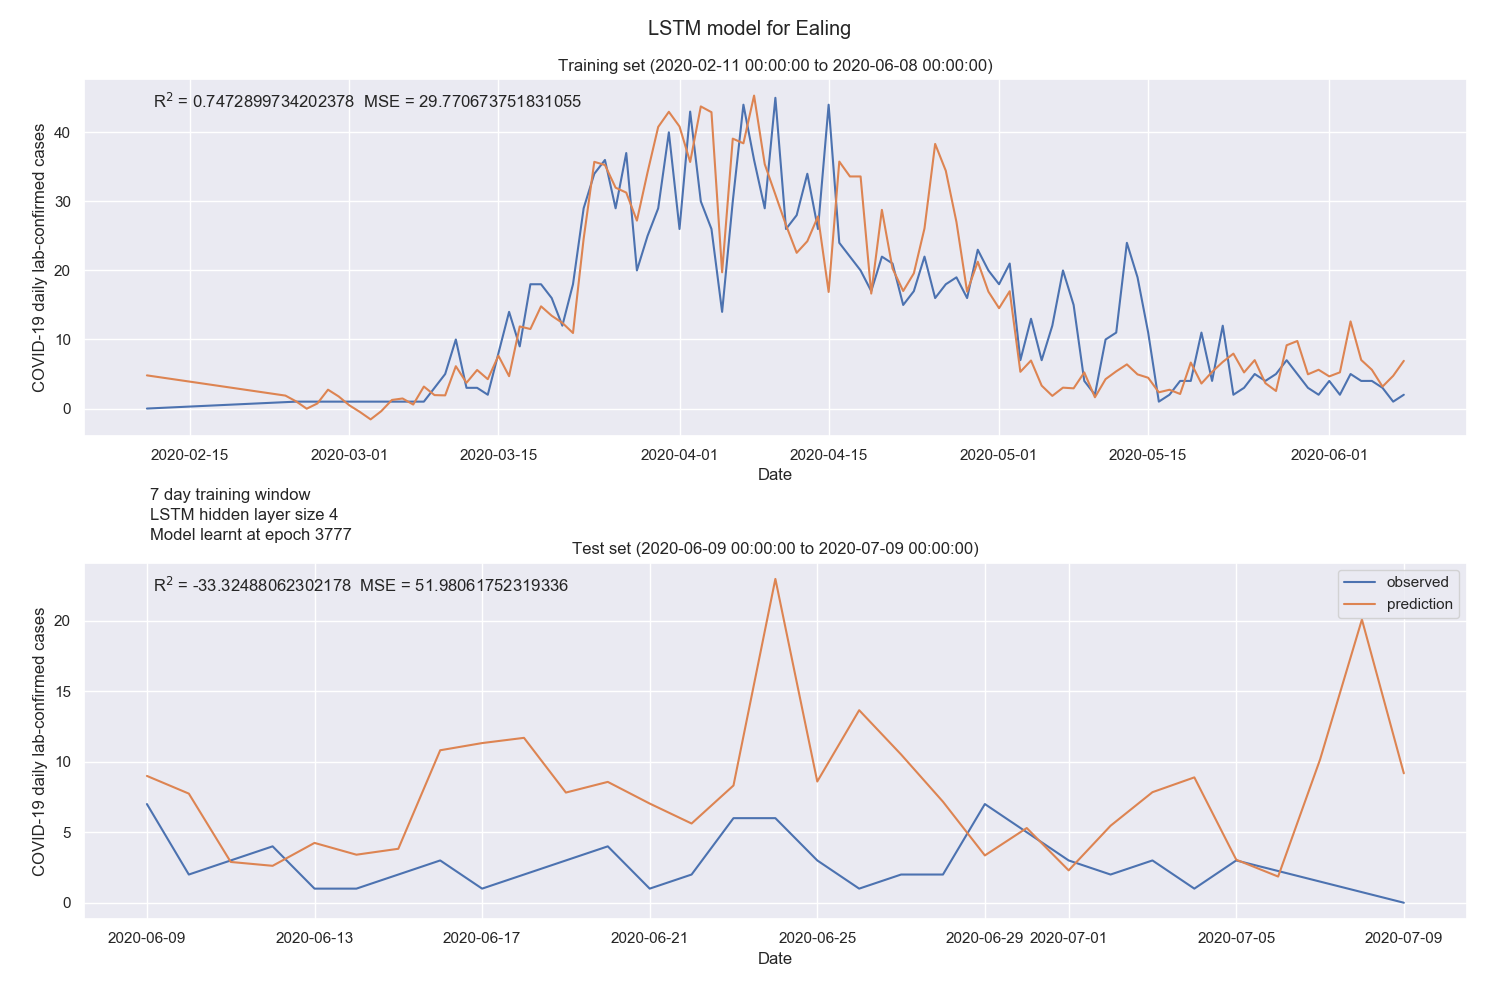 LSTM model for Ealing
Training set (2020-02-11 00:00:00 to 2020-06-08 00:00:00)
R² = 0.7472899734202378 MSE = 29.770673751831055
COVID-19 daily lab-confirmed cases
40
30
20
10
0
2020-02-15 2020-03-01 2020-03-15 2020-04-01 2020-04-15 2020-05-01 2020-05-15 2020-06-01
Date
7 day training window
LSTM hidden layer size 4
Model learnt at epoch 3777
Test set (2020-06-09 00:00:00 to 2020-07-09 00:00:00)
R² = -33.32488062302178 MSE = 51.98061752319336
observed
prediction
COVID-19 daily lab-confirmed cases
20
15
10
5
0
2020-06-09 2020-06-13 2020-06-17 2020-06-21 2020-06-25 2020-06-29 2020-07-01 2020-07-05 2020-07-09
Date